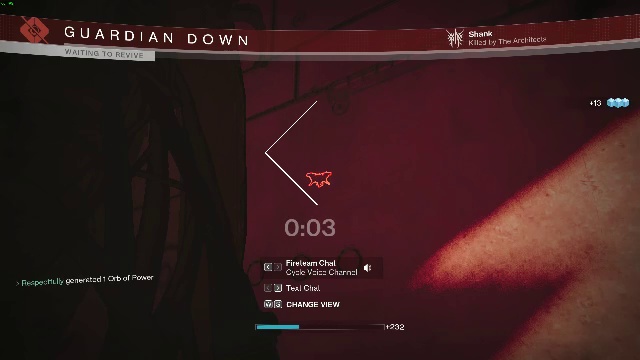 GUARDIAN DOWN
WAITING TO REVIVE
Shank
Killed by The Architects
+13
0:03
Fireteam Chat
Cycle Voice Channel
Text Chat
CHANGE VIEW
Respectfully generated 1 Orb of Power
+232